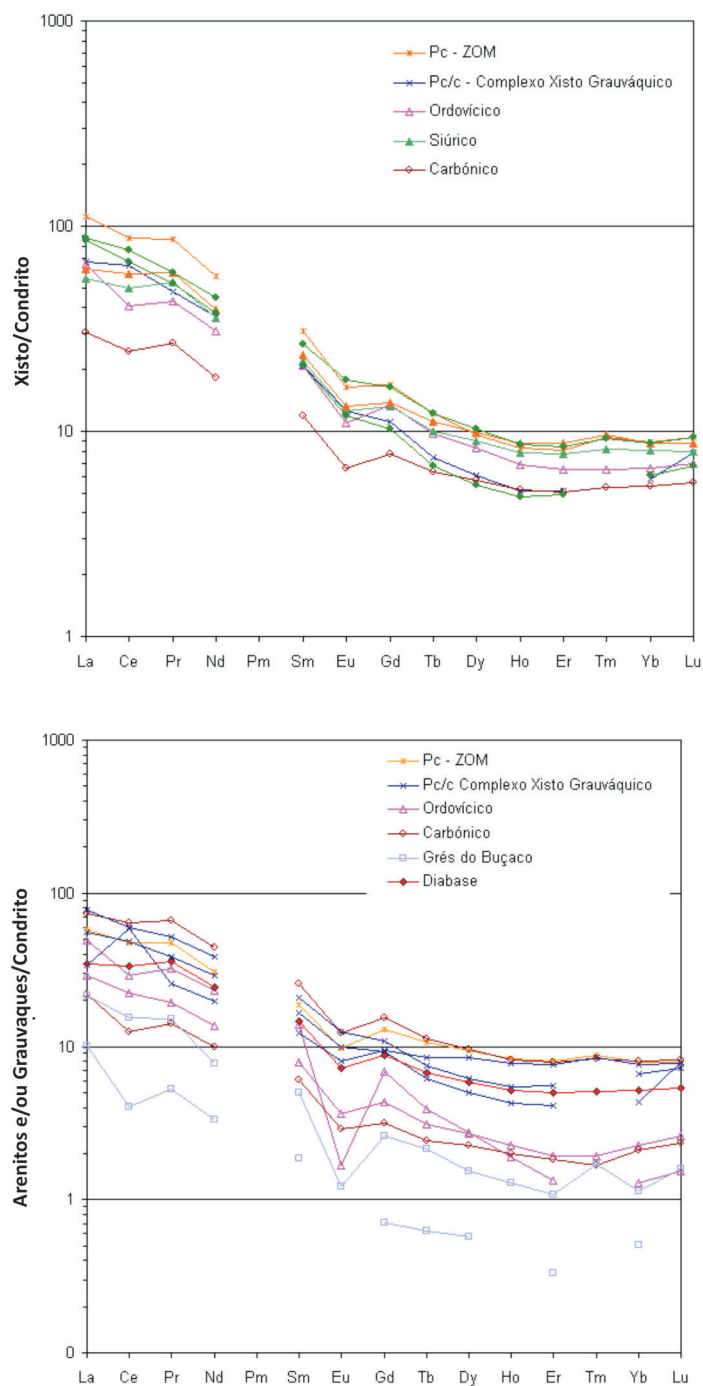 1000
Pc - ZOM
Pc/c - Complexo Xisto Grauváquico
Ordovícico
Siúrico
Carbónico
100
Xisto/Condrito
10
1
La Ce Pr Nd Pm Sm Eu Gd Tb Dy Ho Er Tm Yb Lu
1000
Pc - ZOM
Pc/c Complexo Xisto Grauváquico
Ordovícico
Carbónico
Grés do Buçaco
Diabase
100
Arenitos e/ou Grauvaques/Condrito
10
1
0
La Ce Pr Nd Pm Sm Eu Gd Tb Dy Ho Er Tm Yb Lu